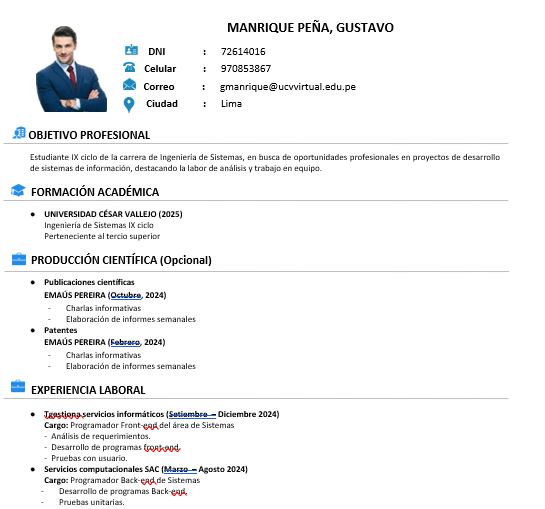 MANRIQUE PEÑA, GUSTAVO
DNI : 72614016
Celular : 970853867
Correo : gmanrique@ucvvirtual.edu.pe
Ciudad : Lima
OBJETIVO PROFESIONAL
Estudiante IX ciclo de la carrera de Ingeniería de Sistemas, en busca de oportunidades profesionales en proyectos de desarrollo
de sistemas de información, destacando la labor de análisis y trabajo en equipo.
FORMACIÓN ACADÉMICA
● UNIVERSIDAD CÉSAR VALLEJO (2025)
Ingeniería de Sistemas IX ciclo
Perteneciente al tercio superior
PRODUCCIÓN CIENTÍFICA (Opcional)
● Publicaciones científicas
EMAÚS PEREIRA (Octubre, 2024)
- Charlas informativas
- Elaboración de informes semanales
● Patentes
EMAÚS PEREIRA (Febrero, 2024)
- Charlas informativas
- Elaboración de informes semanales
EXPERIENCIA LABORAL
● Tgestiona servicios informáticos (Setiembre – Diciembre 2024)
Cargo: Programador Front-end del área de Sistemas
- Análisis de requerimientos.
- Desarrollo de programas front-end.
- Pruebas con usuario.
● Servicios computacionales SAC (Marzo – Agosto 2024)
Cargo: Programador Back-end de Sistemas
- Desarrollo de programas Back-end.
- Pruebas unitarias.